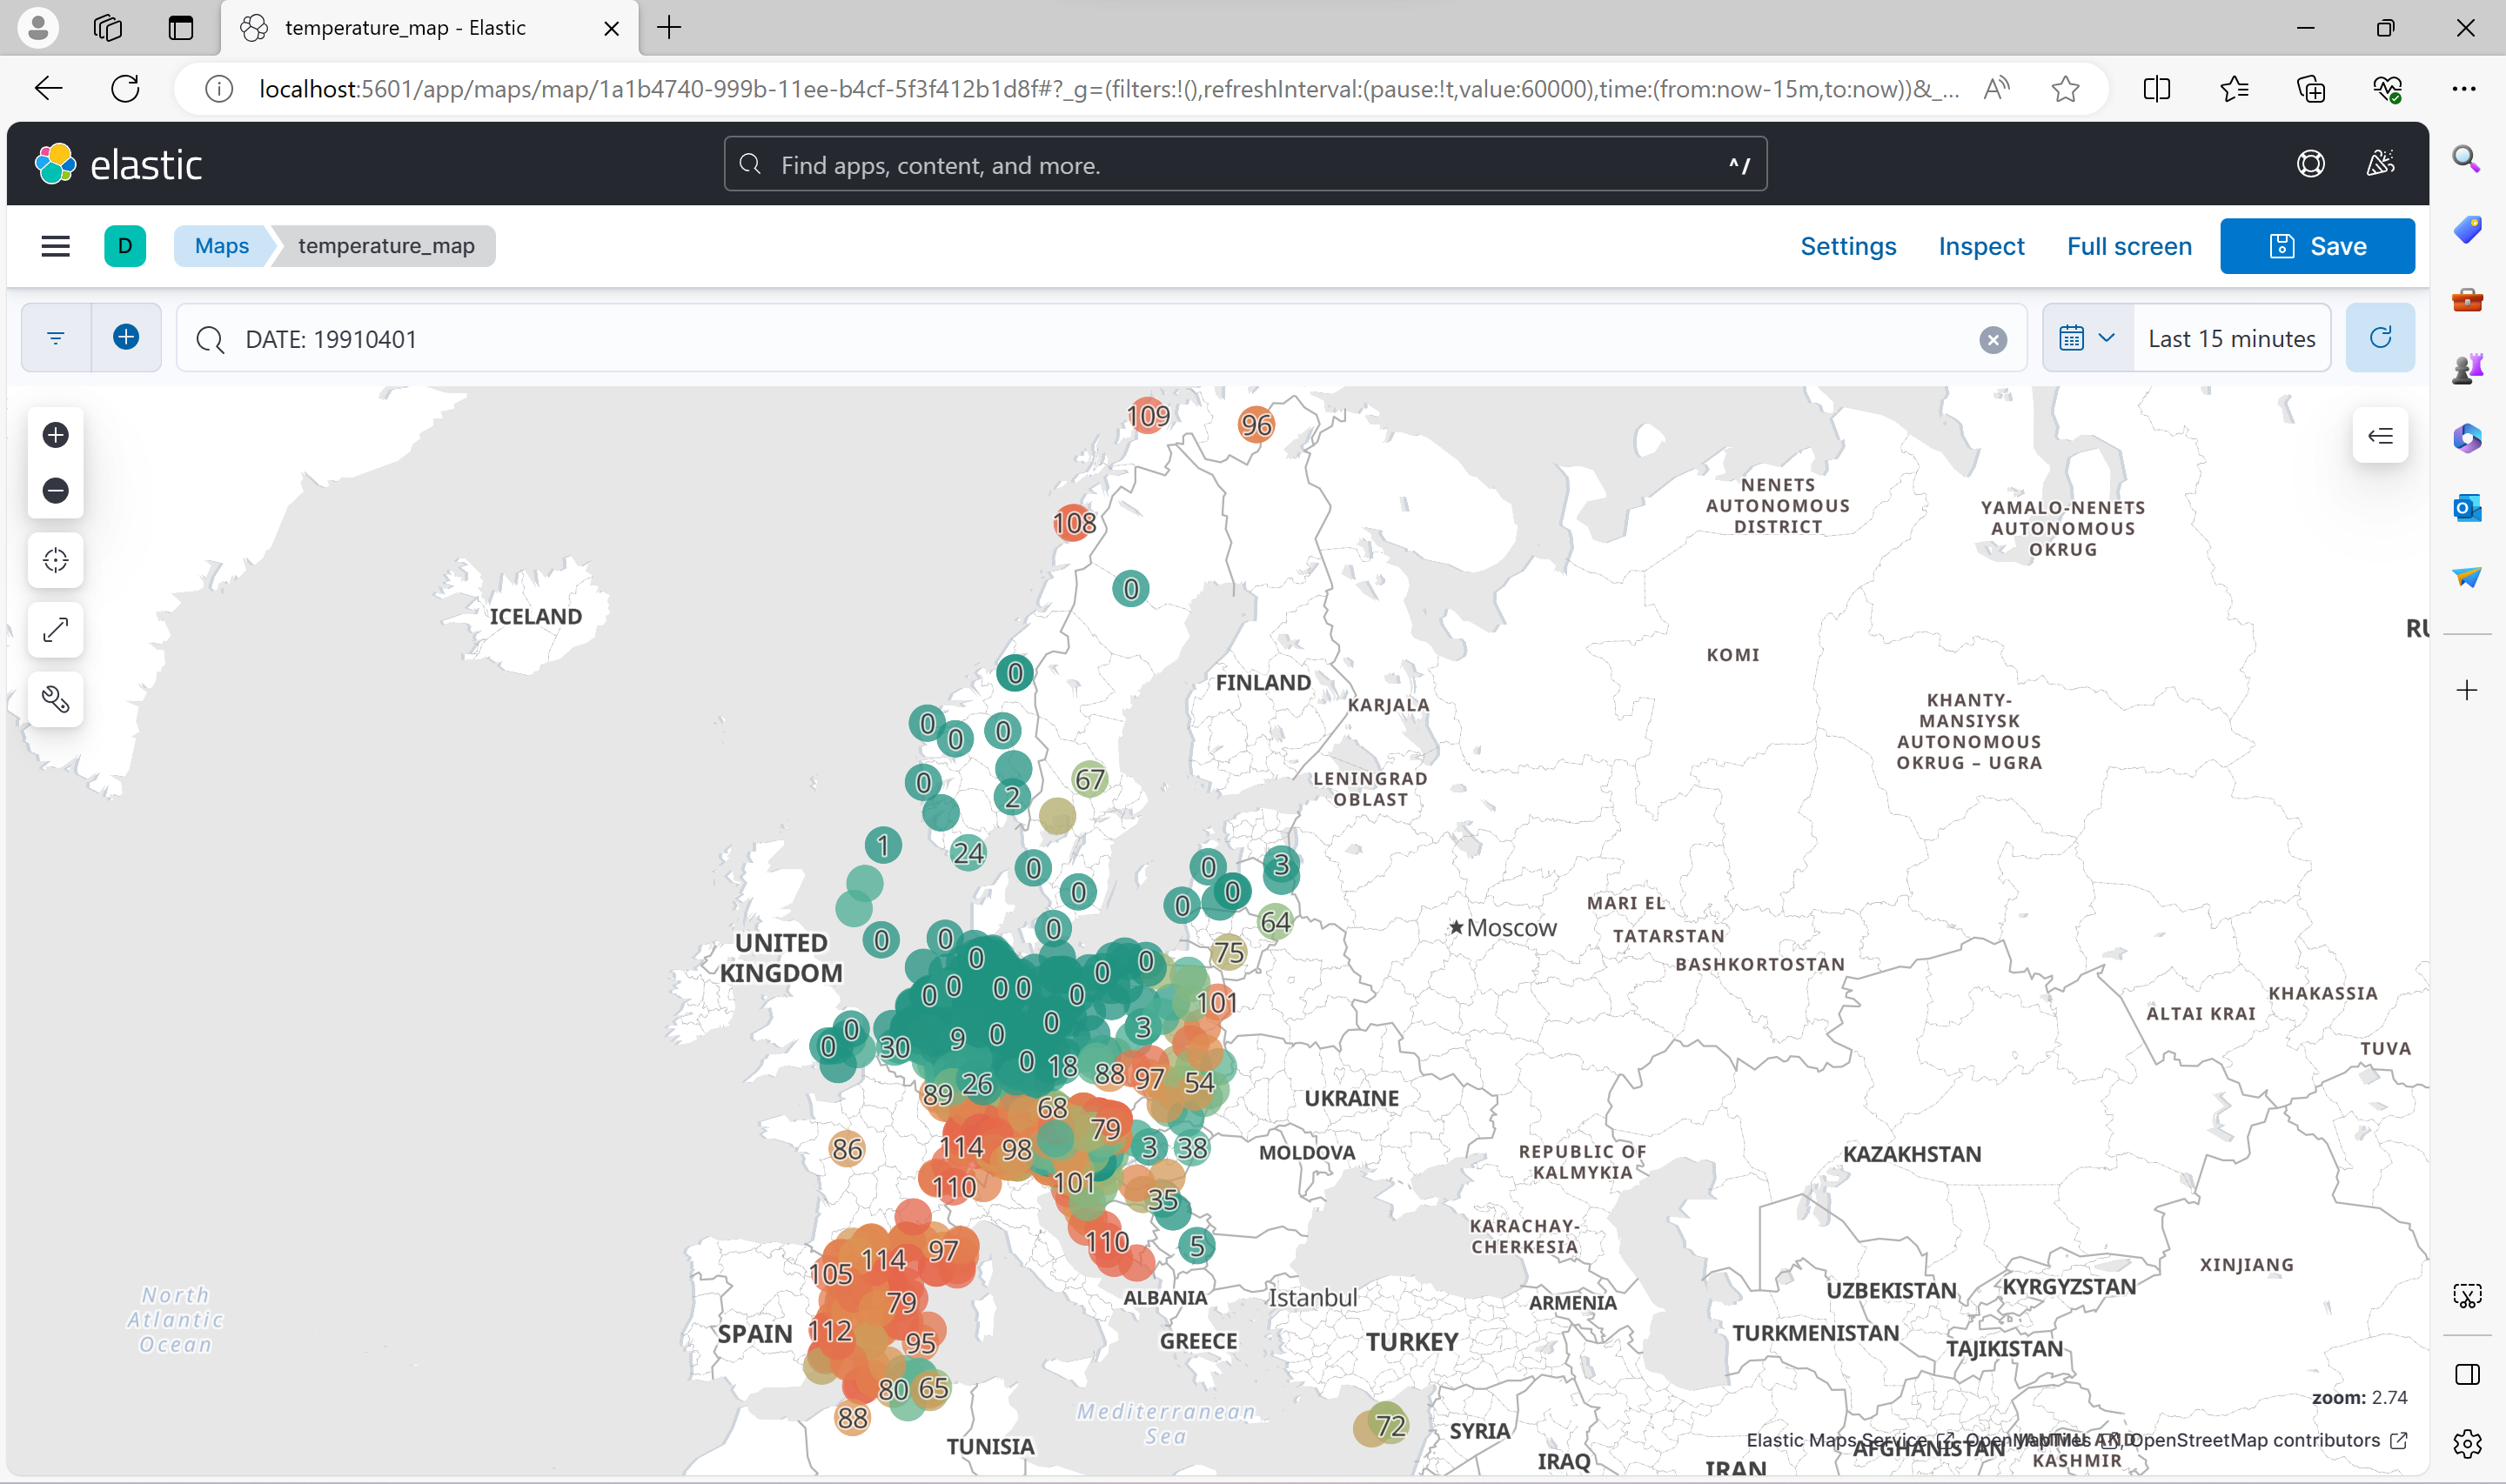 temperature_map - Elastic
localhost:5601/app/maps/map/1a1b4740-999b-11ee-b4cf-5f3f412b1d8f#?_g=(filters:!(),refreshInterval:(pause:!t,value:60000),time:(from:now-15m,to:now))&_...
elastic
Find apps, content, and more.
^/
D
Maps
temperature_map
Settings
Inspect
Full screen
Save
DATE: 19910401
Last 15 minutes
109
96
NENETS
AUTONOMOUS
DISTRICT
YAMALO-NENETS
AUTONOMOUS
OKRUG
108
0
ICELAND
RU
KOMI
0
FINLAND
KARJALA
KHANTY-
MANSIYSK
AUTONOMOUS
OKRUG – UGRA
0
0
0
0
67
2
LENINGRAD
OBLAST
1
24
0
0
3
0
0
0
MARI EL
64
0
★Moscow
TATARSTAN
UNITED
KINGDOM
0
0
75
BASHKORTOSTAN
0
0
0
0
0
0
0
0
0
101
KHAKASSIA
ALTAI KRAI
0
3
0
0
30
9
0
TUVA
0
18
88
97
54
89
26
UKRAINE
68
79
86
114
98
3
38
MOLDOVA
REPUBLIC OF
KALMYKIA
KAZAKHSTAN
110
101
35
KARACHAY-
CHERKESIA
110
5
114
97
105
XINJIANG
North
Atlantic
Ocean
ALBANIA
Istanbul
ARMENIA
UZBEKISTAN
KYRGYZSTAN
79
SPAIN
112
95
GREECE
TURKEY
TURKMENISTAN
TAJIKISTAN
80
65
zoom: 2.74
88
Mediterranean
Sea
72
SYRIA
TUNISIA
IRAQ
IRAN
Elastic Maps Service
, OpenMapTiles
, OpenStreetMap contributors
AFGHANISTAN
KASHMIR